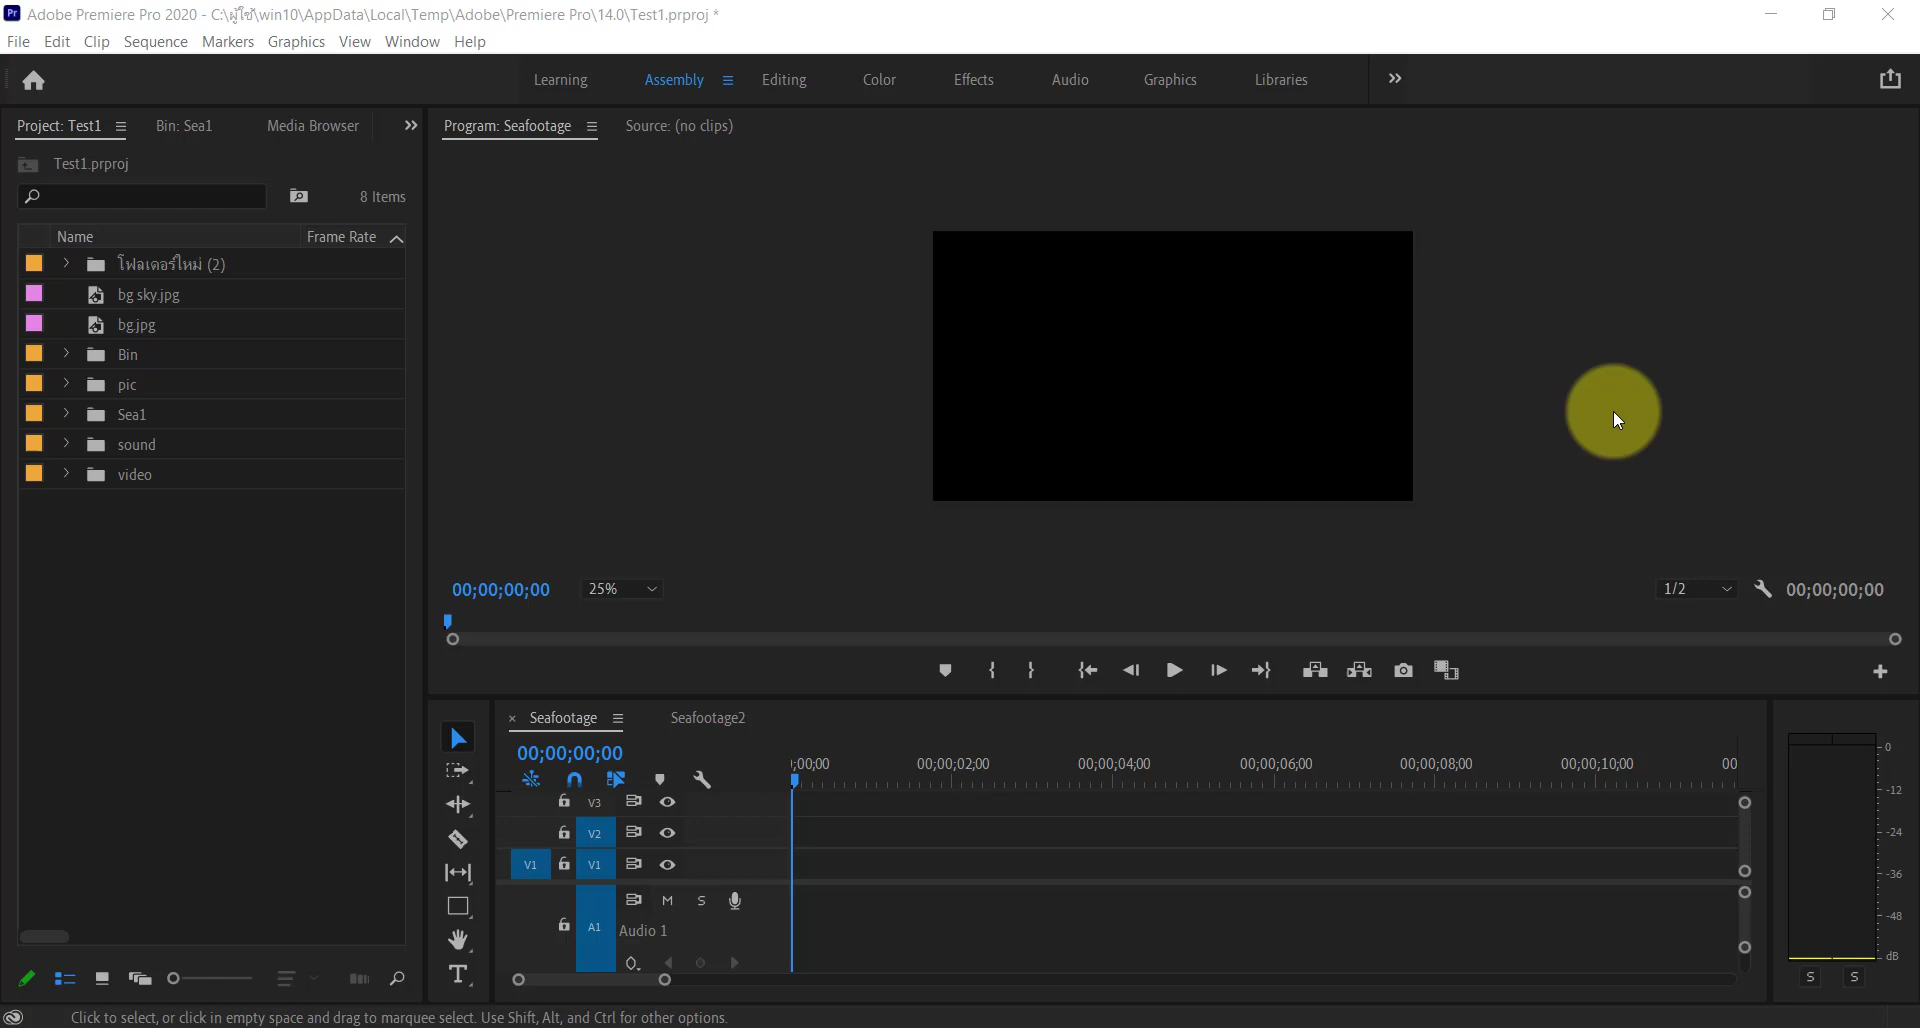 Adobe Premiere Pro 2020 - C:\ผู้ใช้\win10\AppData\Local\Temp\Adobe\Premiere Pro\14.0\Test1.prproj *
File Edit Clip Sequence Markers Graphics View Window Help
Learning Assembly Editing Color Effects Audio Graphics Libraries
Project: Test1 Bin: Sea1 Media Browser
Test1.prproj
8 Items
Name Frame Rate
โฟลเดอร์ใหม่ (2)
bg sky.jpg
bg.jpg
Bin
pic
Sea1
sound
video
Program: Seafootage Source: (no clips)
00;00;00;00 25% 1/2 00;00;00;00
Seafootage Seafootage2
00;00;00;00
;00;00 00;00;02;00 00;00;04;00 00;00;06;00 00;00;08;00 00;00;10;00 00
V3
V2
V1 V1
M S
A1 Audio 1
0
-12
-24
-36
-48
dB
S S
Click to select, or click in empty space and drag to marquee select. Use Shift, Alt, and Ctrl for other options.